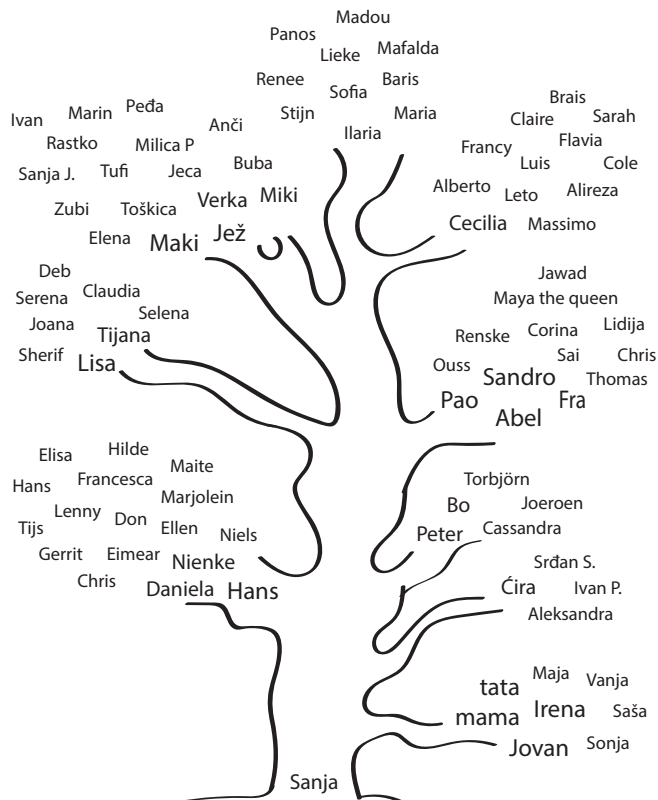 Madou
Panos
Lieke
Mafalda
Renee
Sofia
Baris
Stijn
Maria
Ilaria
Ivan
Marin
Peđa
Anči
Rastko
Milica P
Buba
Sanja J.
Tufi
Jeca
Zubi
Toškica
Verka
Miki
Elena
Maki
Jež
Brais
Claire
Sarah
Francy
Flavia
Luis
Cole
Alberto
Leto
Alireza
Cecilia
Massimo
Deb
Serena
Claudia
Joana
Selena
Tijana
Sherif
Lisa
Jawad
Maya the queen
Renske
Corina
Lidija
Ouss
Sai
Chris
Sandro
Thomas
Pao
Fra
Abel
Elisa
Hilde
Maite
Hans
Francesca
Marjolein
Lenny
Don
Ellen
Niels
Tijs
Gerrit
Eimear
Nienke
Chris
Daniela
Hans
Torbjörn
Bo
Joeroen
Peter
Cassandra
Srđan S.
Ćira
Ivan P.
Aleksandra
tata
Maja
Vanja
mama
Irena
Saša
Jovan
Sonja
Sanja